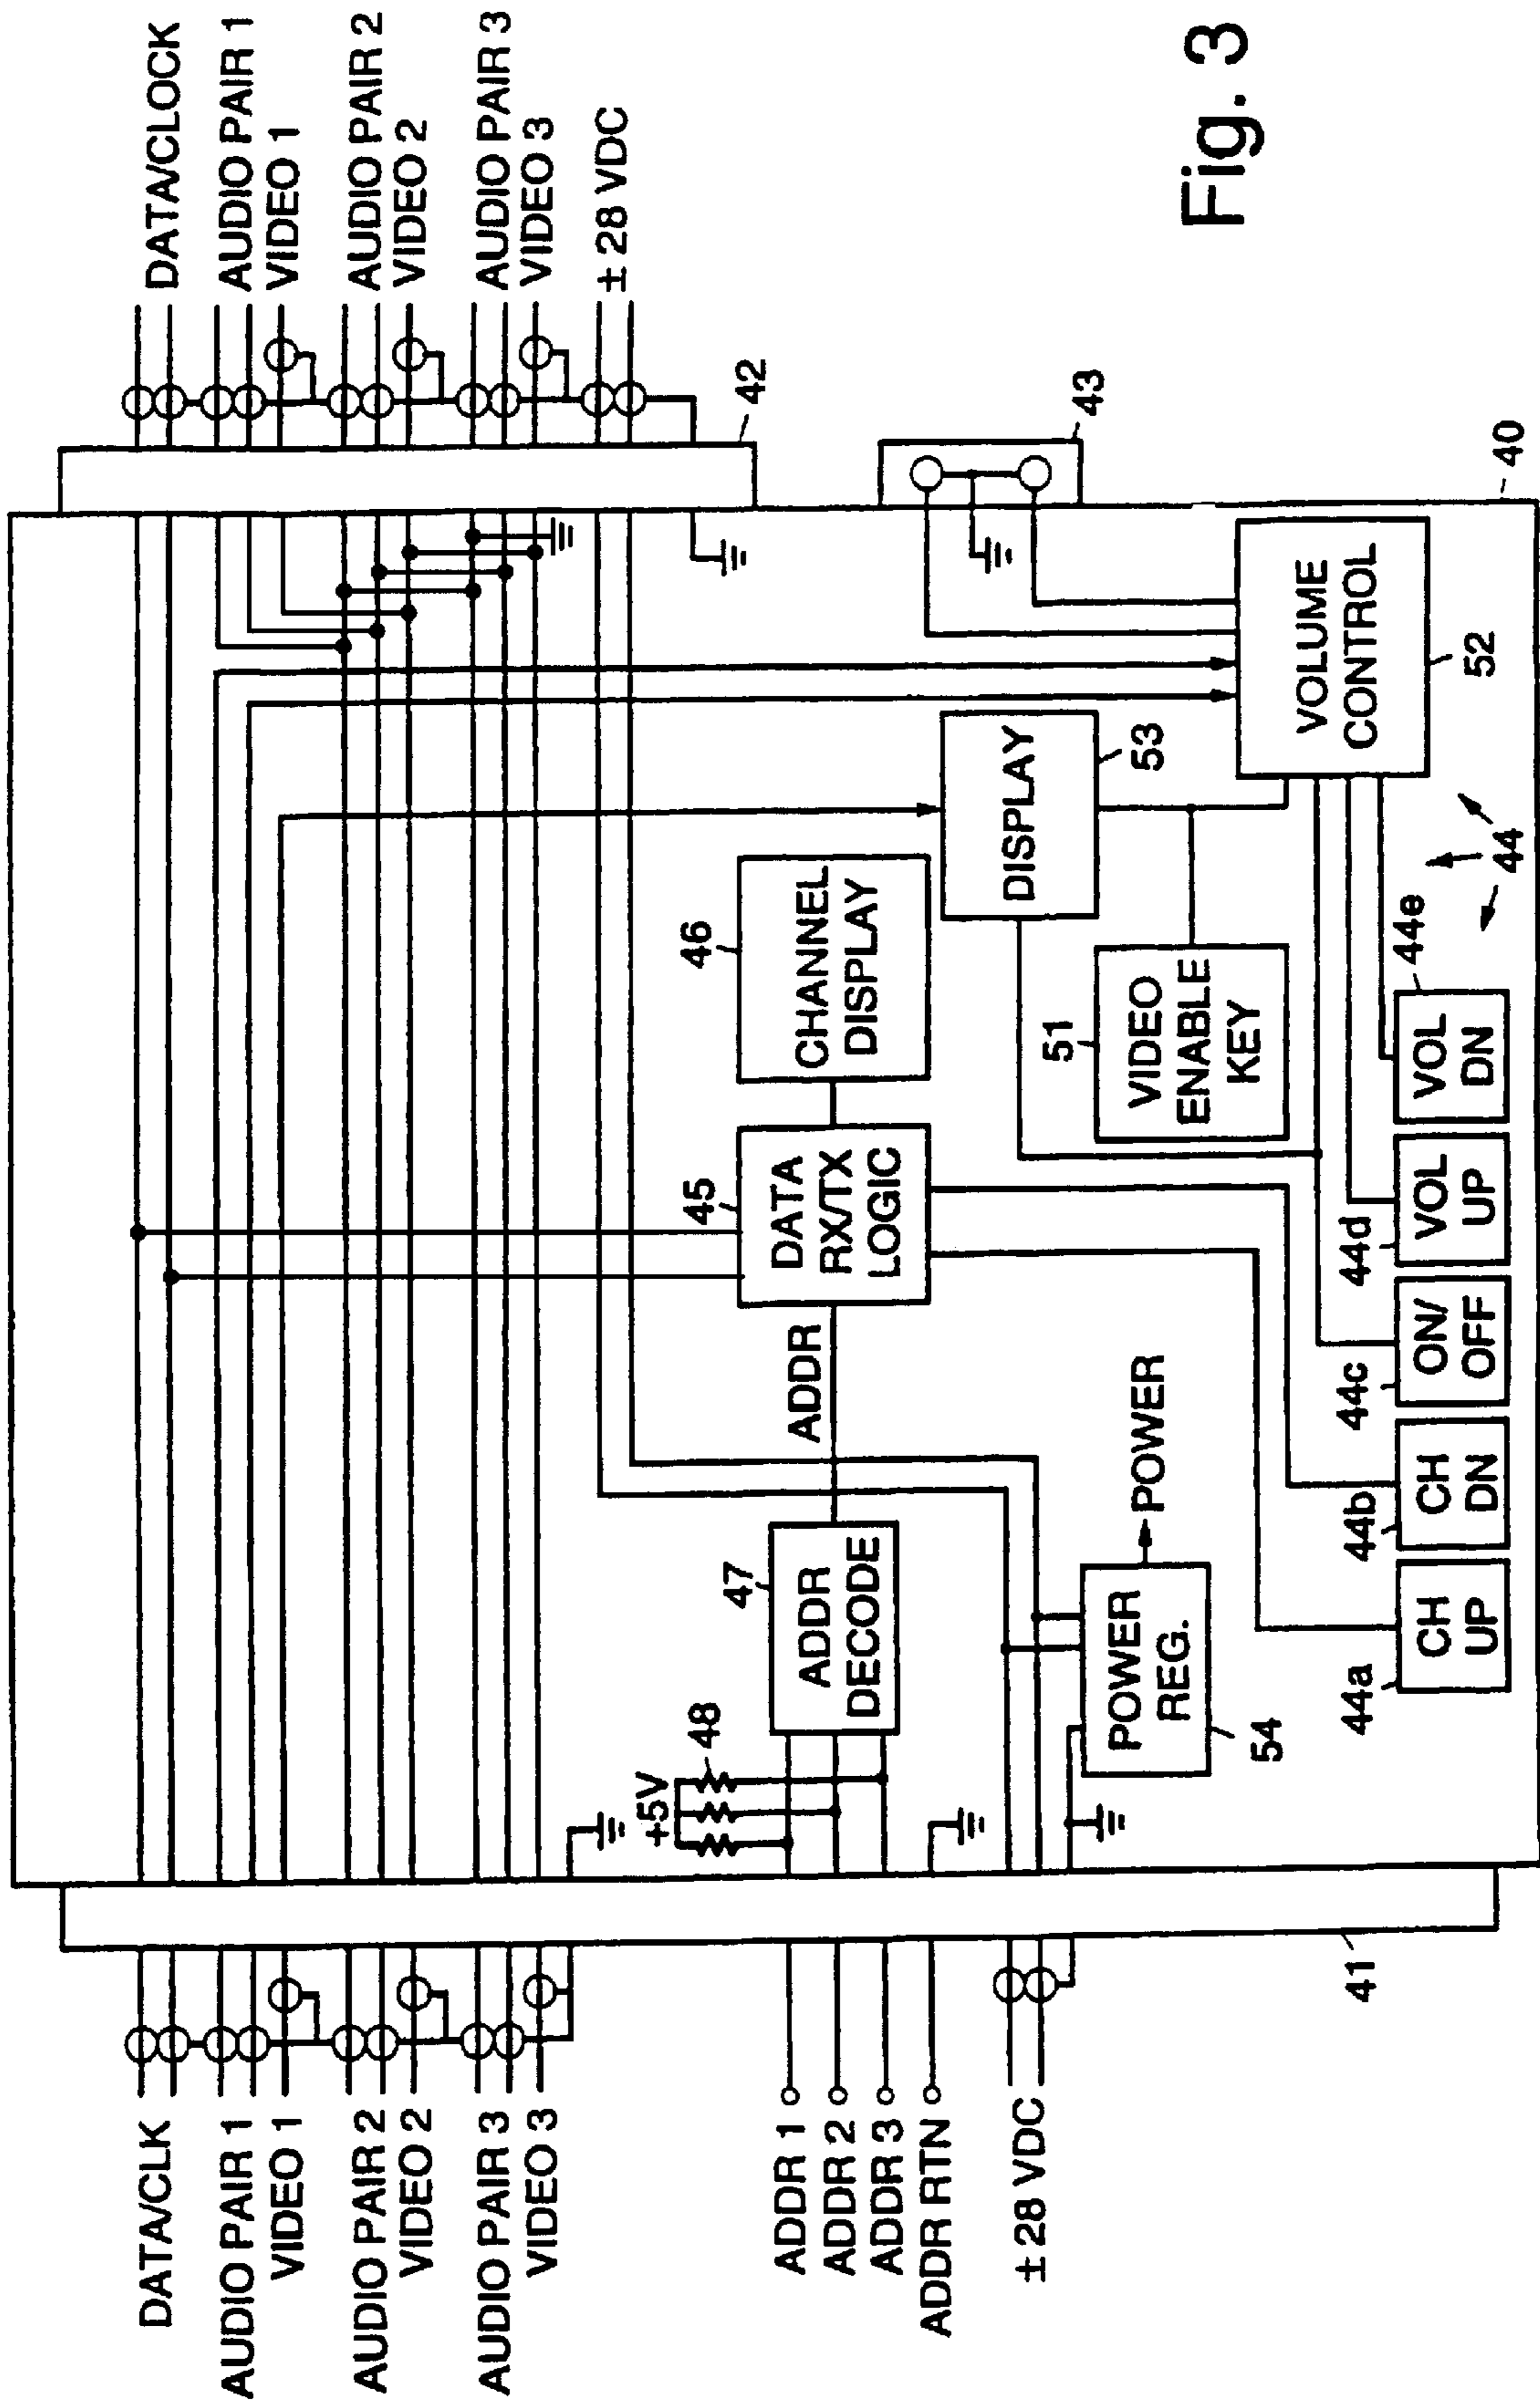 DATA/CLK
AUDIO PAIR 1
VIDEO 1
AUDIO PAIR 2
VIDEO 2
AUDIO PAIR 3
VIDEO 3
ADDR 1
ADDR 2
ADDR 3
ADDR RTN
± 28 VDC
41
+5V
48
47
ADDR
DECODE
ADDR
45
DATA
RX/TX
LOGIC
46
CHANNEL
DISPLAY
POWER
REG.
54
POWER
51
VIDEO
ENABLE
KEY
DISPLAY
53
VOLUME
CONTROL
52
44a
CH
UP
44b
CH
DN
44c
ON/
OFF
44d
VOL
UP
44e
VOL
DN
44
DATA/CLOCK
AUDIO PAIR 1
VIDEO 1
AUDIO PAIR 2
VIDEO 2
AUDIO PAIR 3
VIDEO 3
± 28 VDC
42
43
40
Fig. 3